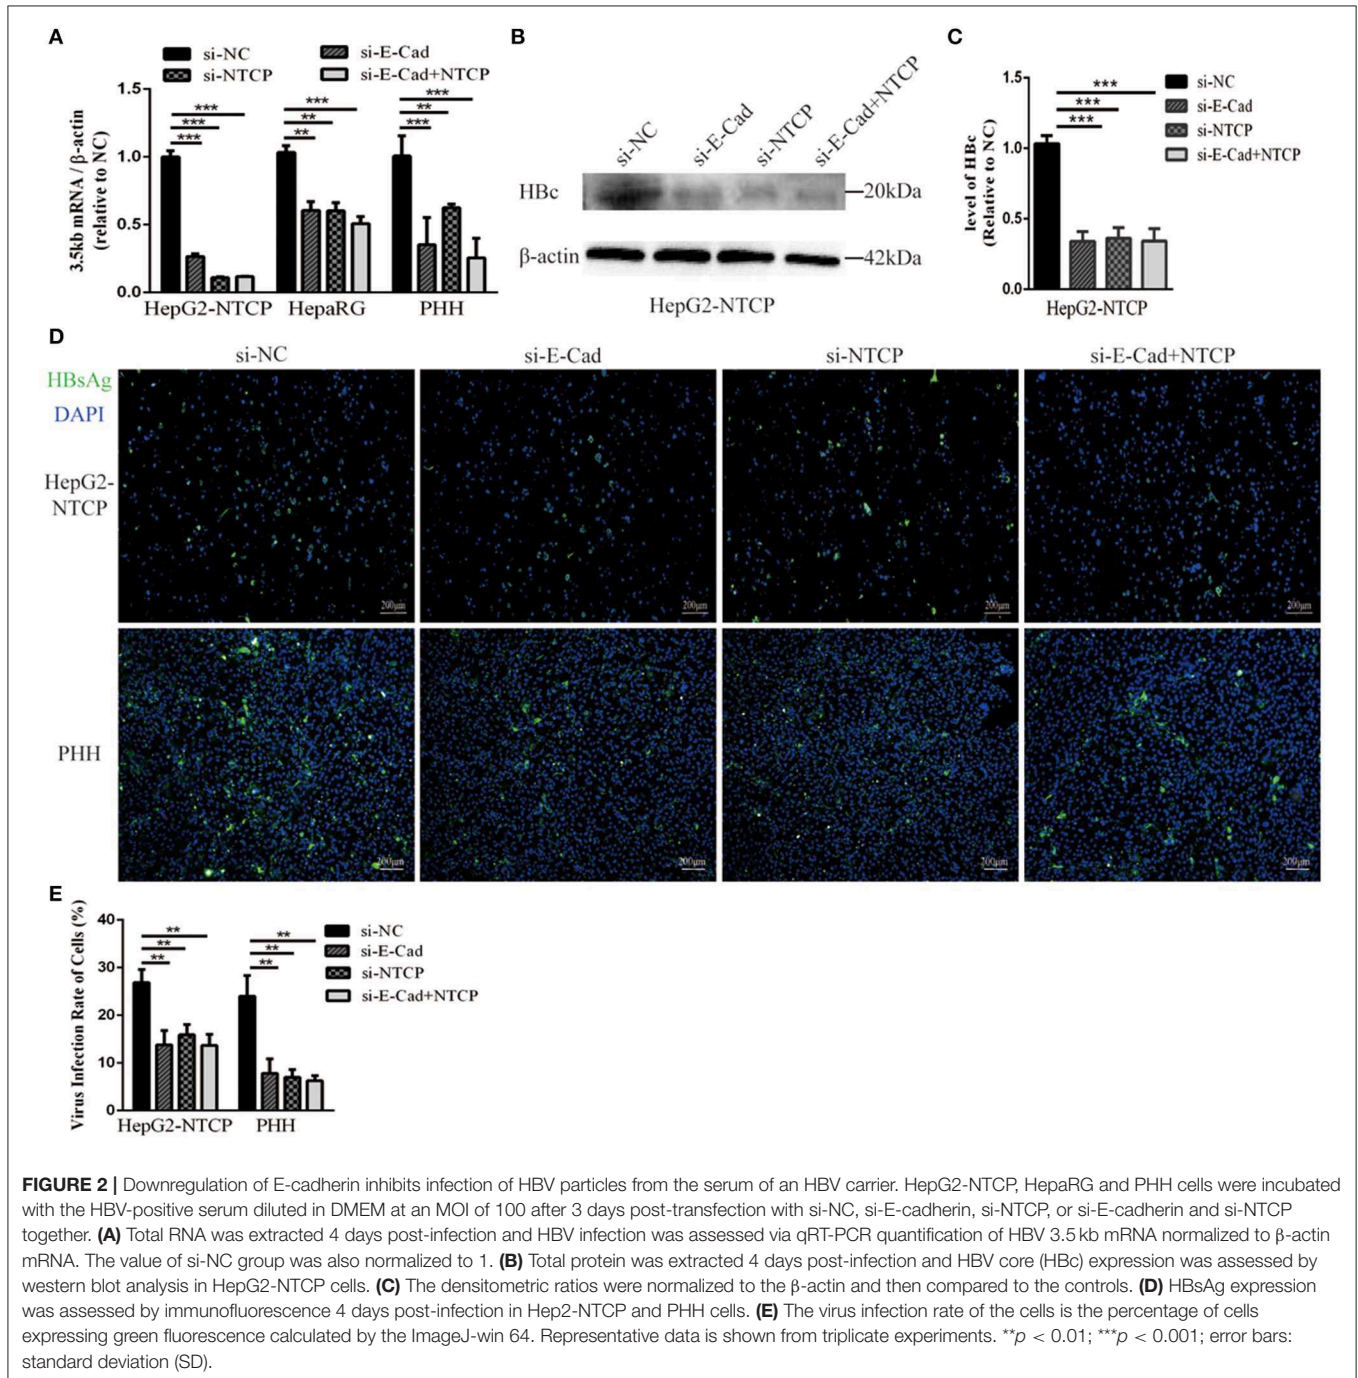 A
si-NC
si-E-Cad
si-NTCP
si-E-Cad+NTCP
3.5kb mRNA / β-actin
(relative to NC)
1.5
1.0
0.5
0.0
***
***
***
***
**
**
***
**
***
HepG2-NTCP
HepaRG
PHH
B
si-NC
si-E-Cad
si-NTCP
si-E-Cad+NTCP
HBc
20kDa
β-actin
42kDa
HepG2-NTCP
C
level of HBc
(Relative to NC)
1.5
1.0
0.5
0.0
***
***
***
si-NC
si-E-Cad
si-NTCP
si-E-Cad+NTCP
HepG2-NTCP
D
si-NC
si-E-Cad
si-NTCP
si-E-Cad+NTCP
HBsAg
DAPI
HepG2-
NTCP
200μm
200μm
200μm
200μm
PHH
200μm
200μm
200μm
200μm
E
Virus Infection Rate of Cells (%)
40
30
20
10
0
**
**
**
**
**
**
si-NC
si-E-Cad
si-NTCP
si-E-Cad+NTCP
HepG2-NTCP
PHH
FIGURE 2 | Downregulation of E-cadherin inhibits infection of HBV particles from the serum of an HBV carrier. HepG2-NTCP, HepaRG and PHH cells were incubated
with the HBV-positive serum diluted in DMEM at an MOI of 100 after 3 days post-transfection with si-NC, si-E-cadherin, si-NTCP, or si-E-cadherin and si-NTCP
together. (A) Total RNA was extracted 4 days post-infection and HBV infection was assessed via qRT-PCR quantification of HBV 3.5 kb mRNA normalized to β-actin
mRNA. The value of si-NC group was also normalized to 1. (B) Total protein was extracted 4 days post-infection and HBV core (HBc) expression was assessed by
western blot analysis in HepG2-NTCP cells. (C) The densitometric ratios were normalized to the β-actin and then compared to the controls. (D) HBsAg expression
was assessed by immunofluorescence 4 days post-infection in Hep2-NTCP and PHH cells. (E) The virus infection rate of the cells is the percentage of cells
expressing green fluorescence calculated by the ImageJ-win 64. Representative data is shown from triplicate experiments. **p < 0.01; ***p < 0.001; error bars:
standard deviation (SD).